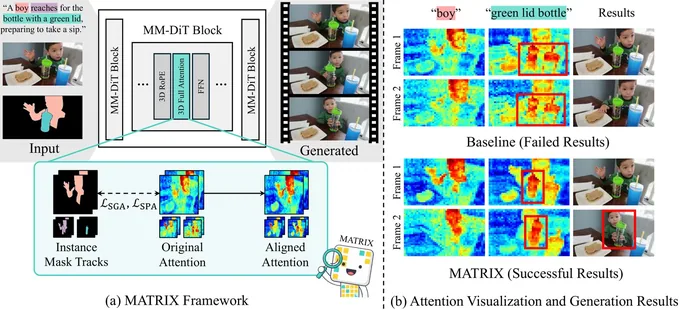 “A boy reaches for the
bottle with a green lid,
preparing to take a sip.”
Input
MM-DiT Block
MM-DiT Block
...
3D RoPE
3D Full Attention
FFN
...
MM-DiT Block
Generated
Instance
Mask Tracks
ℒSGA, ℒSPA
Original
Attention
Aligned
Attention
MATRIX
(a) MATRIX Framework
“boy”
“green lid bottle”
Results
Frame 1
Frame 2
Baseline (Failed Results)
Frame 1
Frame 2
MATRIX (Successful Results)
(b) Attention Visualization and Generation Results